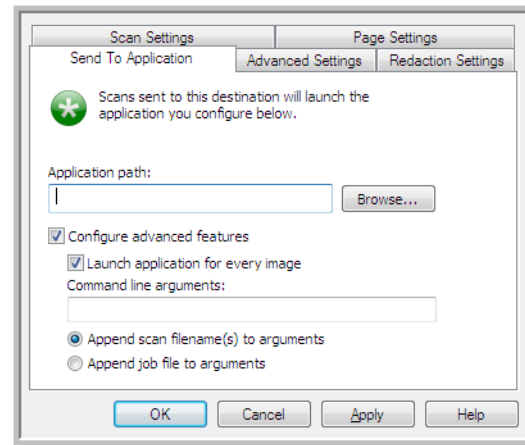 Scan Settings
Page Settings
Send To Application
Advanced Settings
Redaction Settings
Scans sent to this destination will launch the
application you configure below.
Application path:
Browse...
Configure advanced features
Launch application for every image
Command line arguments:
Append scan filename(s) to arguments
Append job file to arguments
OK
Cancel
Apply
Help